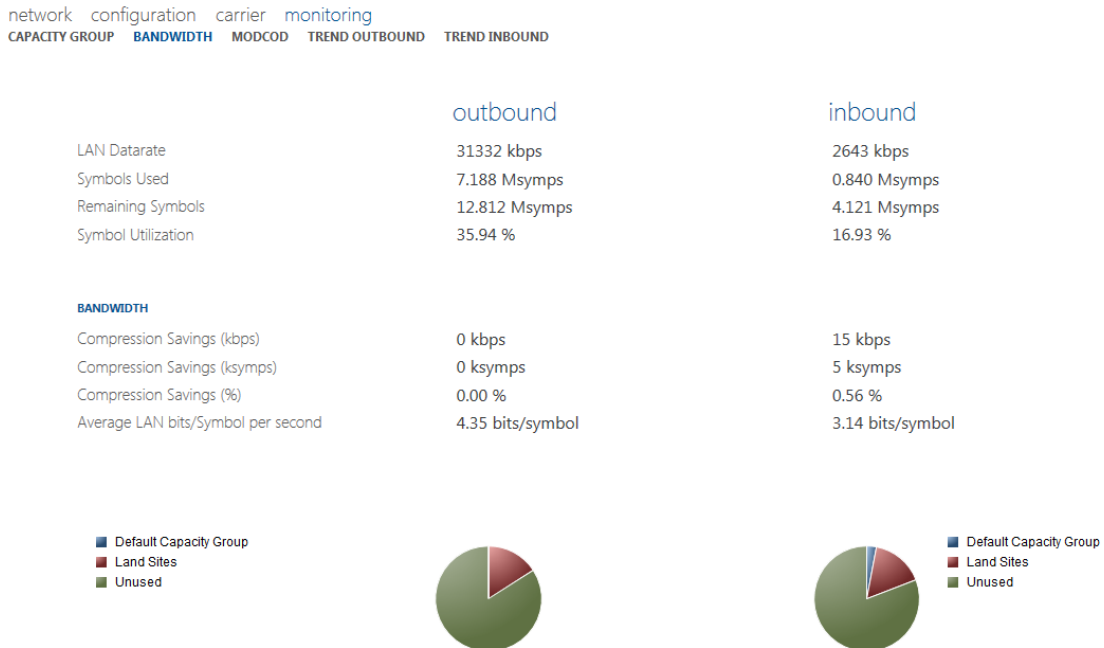 network configuration carrier monitoring
CAPACITY GROUP BANDWIDTH MODCOD TREND OUTBOUND TREND INBOUND
outbound inbound
LAN Datarate 31332 kbps 2643 kbps
Symbols Used 7.188 Msymps 0.840 Msymps
Remaining Symbols 12.812 Msymps 4.121 Msymps
Symbol Utilization 35.94 % 16.93 %
BANDWIDTH
Compression Savings (kbps) 0 kbps 15 kbps
Compression Savings (ksymps) 0 ksymps 5 ksymps
Compression Savings (%) 0.00 % 0.56 %
Average LAN bits/Symbol per second 4.35 bits/symbol 3.14 bits/symbol
Default Capacity Group Default Capacity Group
Land Sites Land Sites
Unused Unused